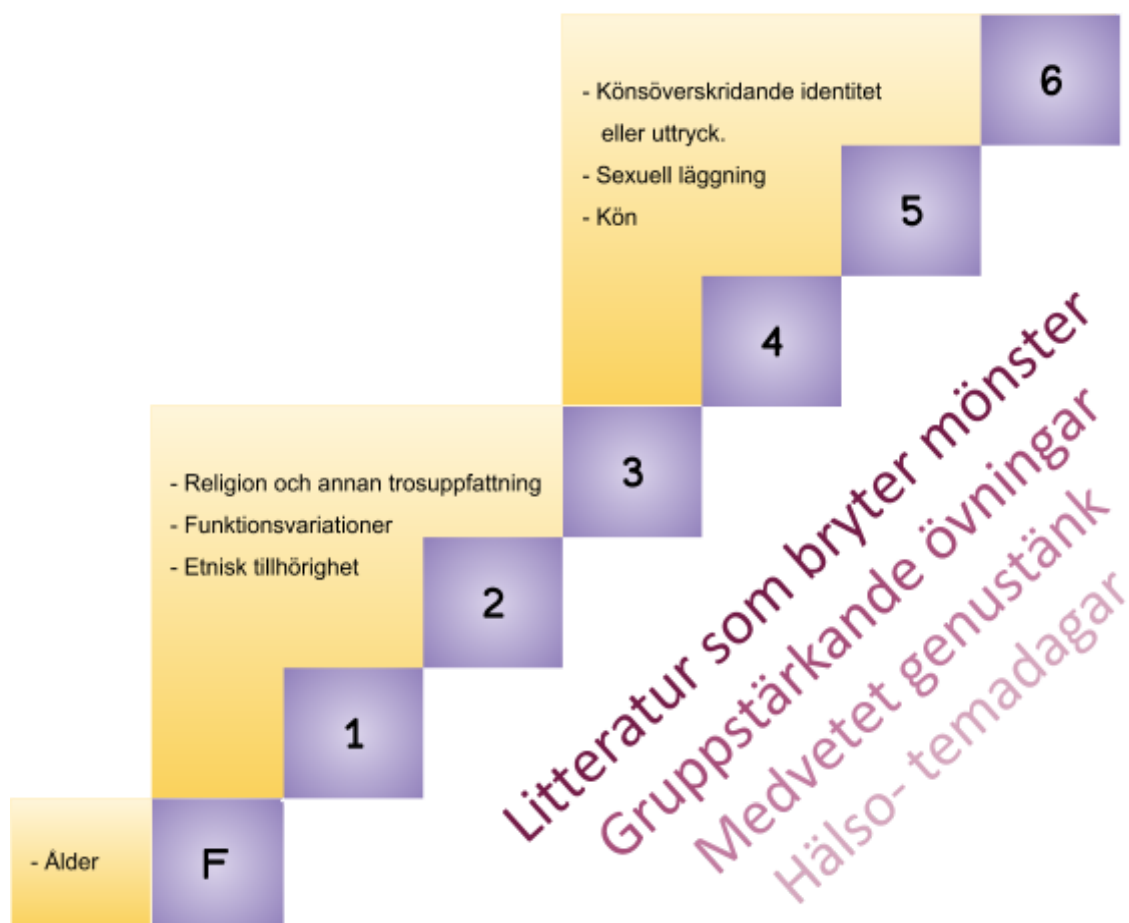 6
- Könsöverskridande identitet
eller uttryck.
- Sexuell läggning
- Kön
5
4
3
- Religion och annan trosuppfattning
- Funktionsvariationer
- Etnisk tillhörighet
2
1
- Ålder
F
Litteratur som bryter mönster
Gruppstärkande övningar
Medvetet genustänk
Hälso- temadagar